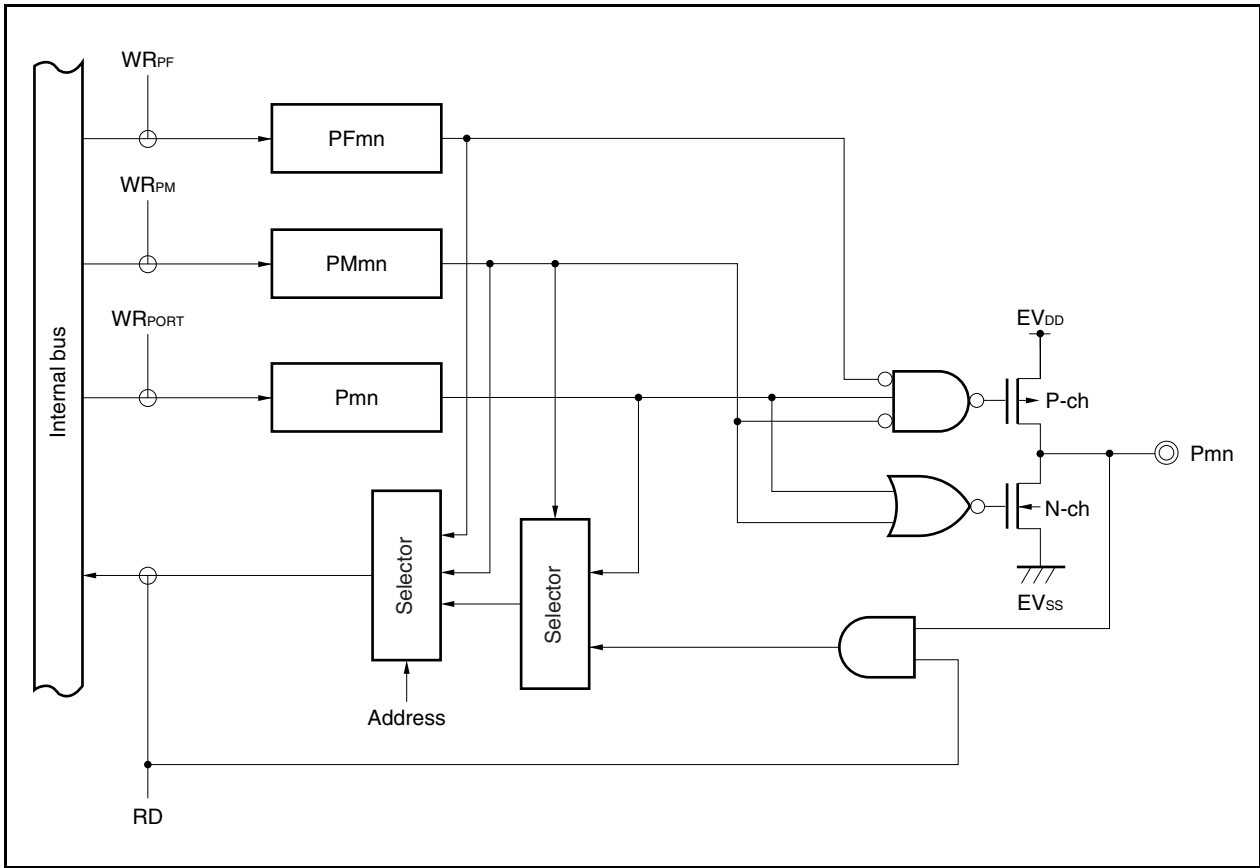 WRPF
PFmn
WRPM
PMmn
WRPORT
Pmn
Internal bus
EVDD
P-ch
Pmn
N-ch
EVSS
Selector
Selector
Address
RD